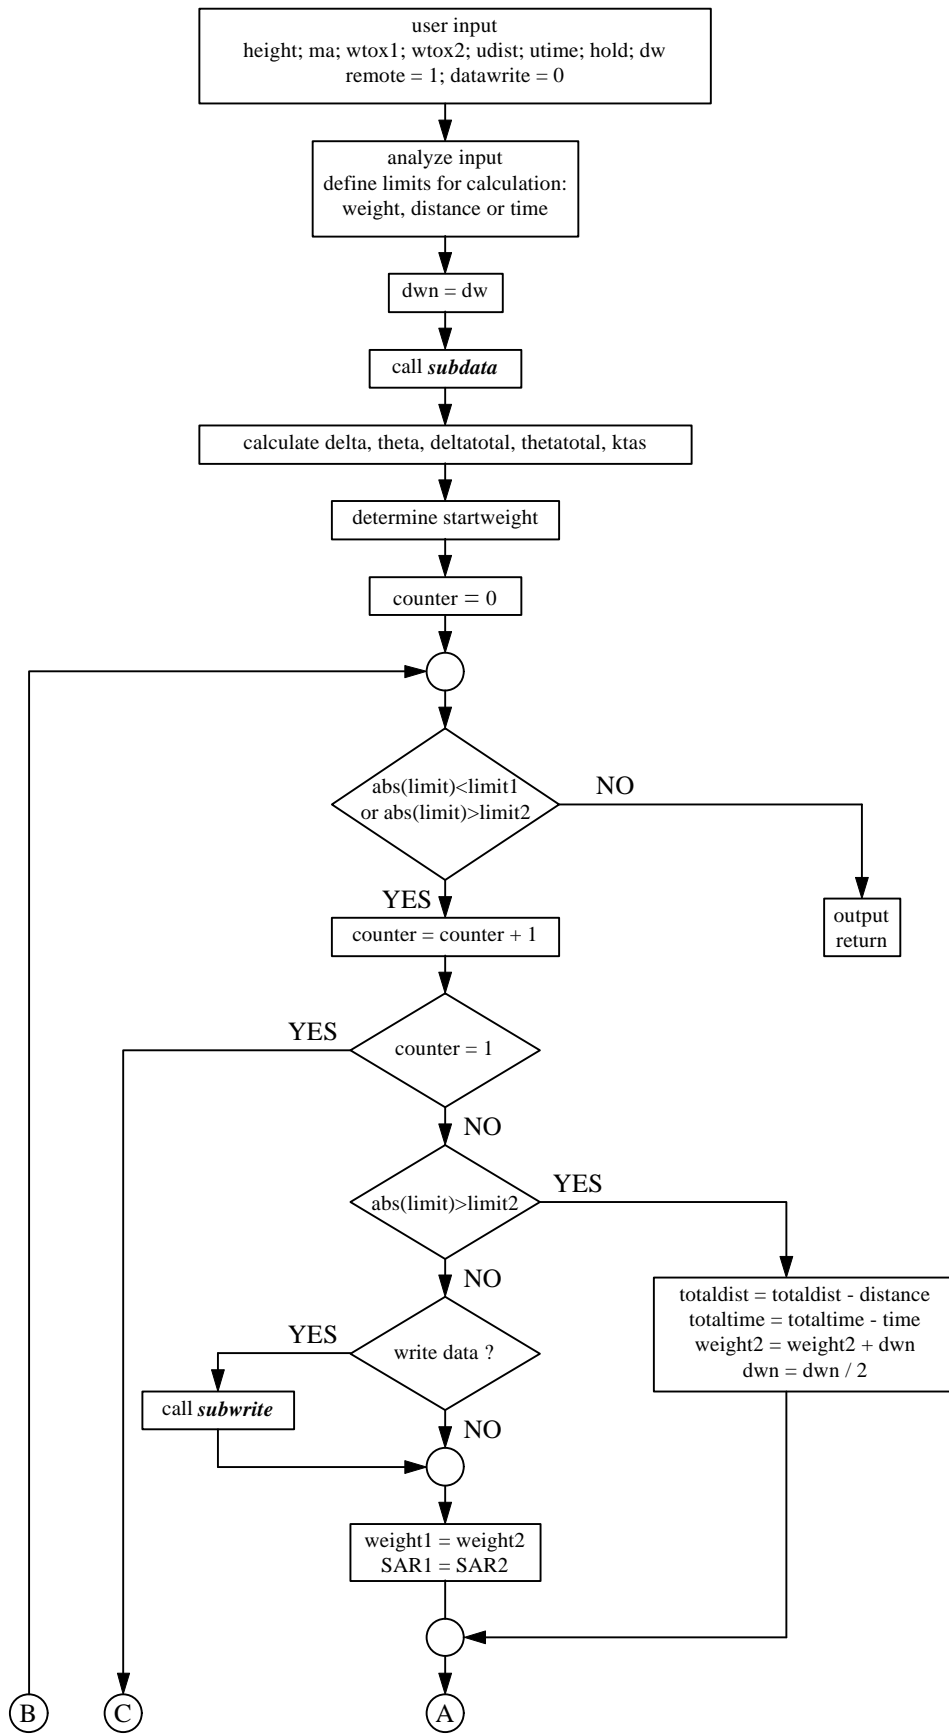 user input
height; ma; wtox1; wtox2; udist; utime; hold; dw
remote = 1; datawrite = 0
analyze input
define limits for calculation:
weight, distance or time
dwn = dw
call subdata
calculate delta, theta, deltatotal, thetatotal, ktas
determine startweight
counter = 0
abs(limit)<limit1
or abs(limit)>limit2
NO
YES
output
return
counter = counter + 1
YES
counter = 1
NO
YES
abs(limit)>limit2
NO
totaldist = totaldist - distance
totaltime = totaltime - time
weight2 = weight2 + dwn
dwn = dwn / 2
YES
write data ?
call subwrite
NO
weight1 = weight2
SAR1 = SAR2
B
C
A